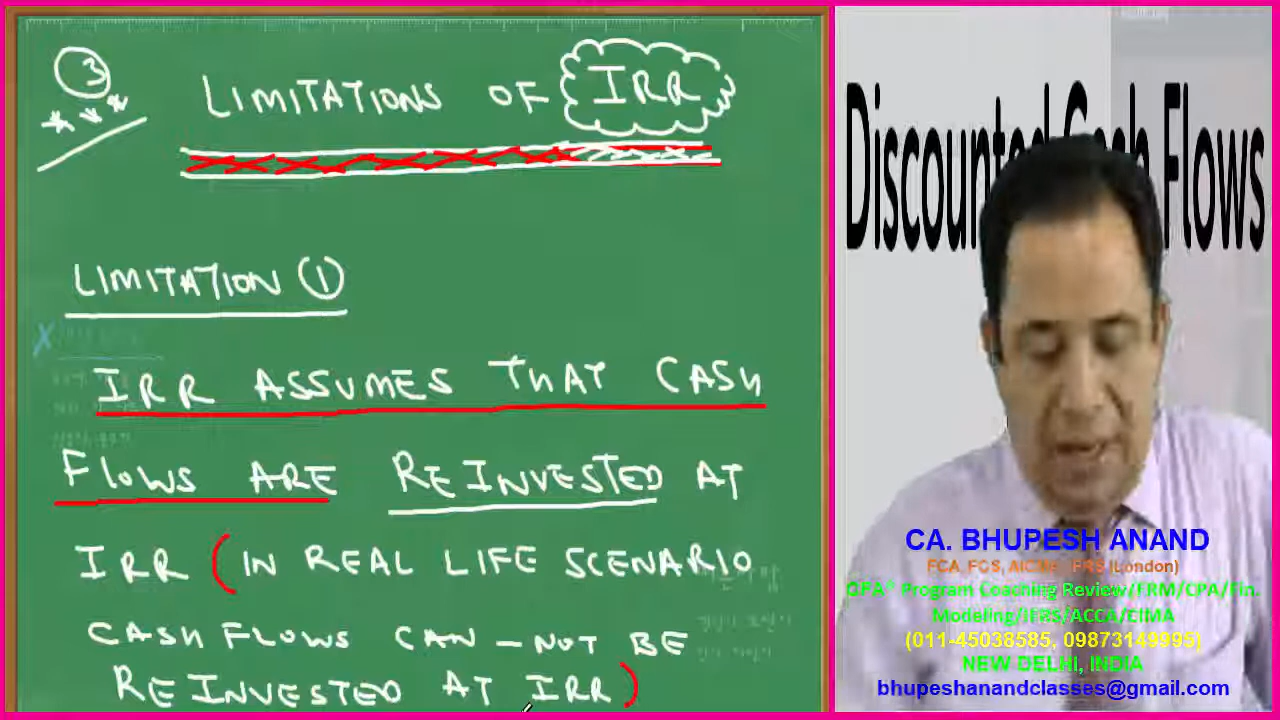 3
LIMITATIONS OF IRR
LIMITATION 1
IRR ASSUMES THAT CASH
FLOWS ARE REINVESTED AT
IRR (IN REAL LIFE SCENARIO
CASH FLOWS CAN-NOT BE
REINVESTED AT IRR)
Discounted Cash Flows
CA. BHUPESH ANAND
FCA, FCS, AICWA, IFRS (London)
Program Coaching Review/FRM/CPA/Fin.
Modeling/IFRS/ACCA/CIMA
(011-45038585, 09873149995)
NEW DELHI, INDIA
bhupeshanandclasses@gmail.com